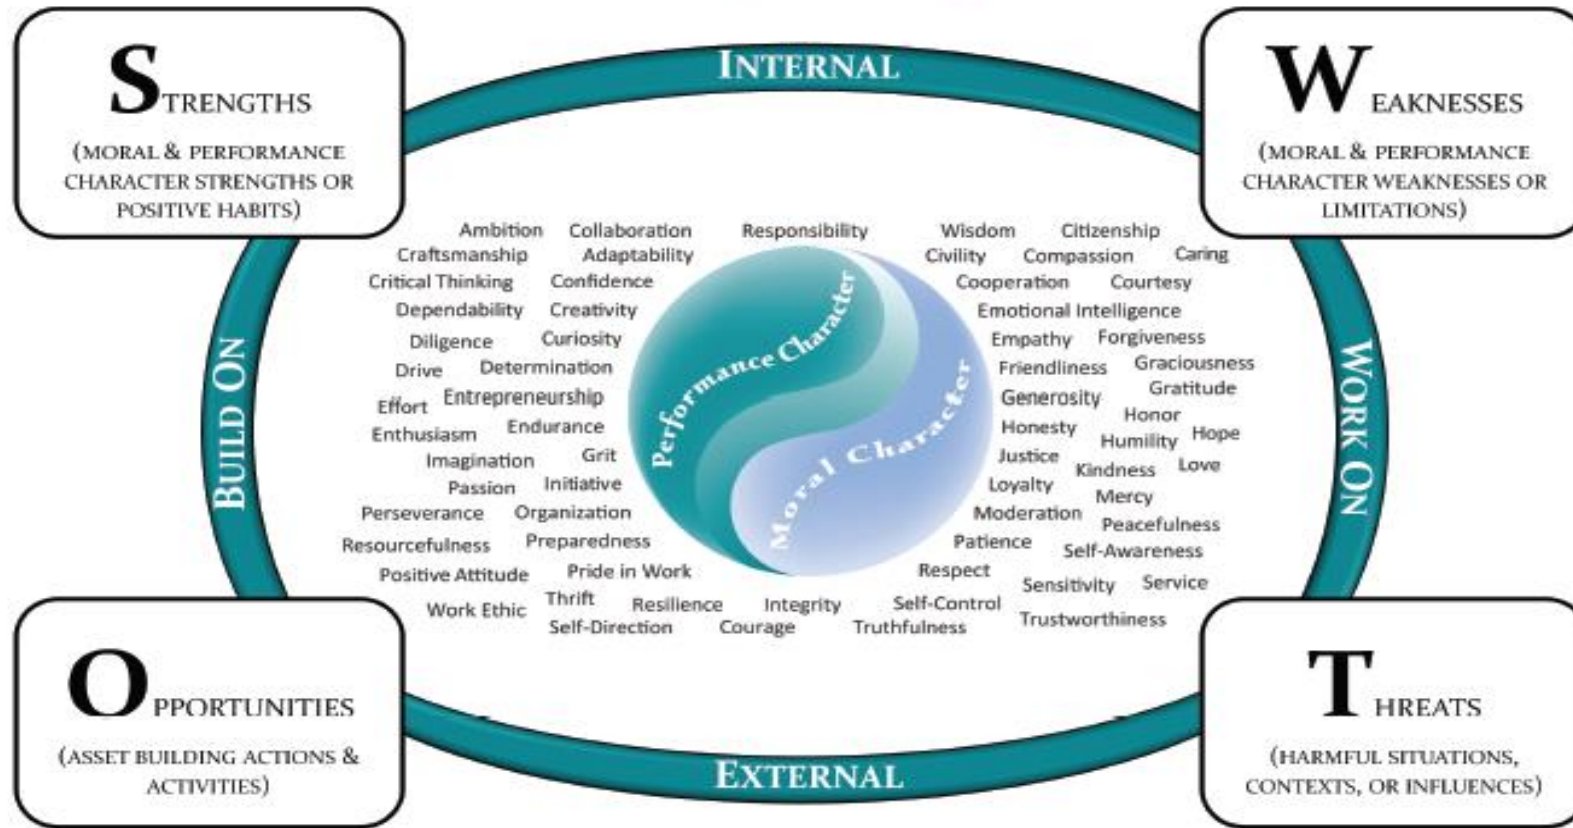 STRENGTHS
(MORAL & PERFORMANCE
CHARACTER STRENGTHS OR
POSITIVE HABITS)
INTERNAL
WEAKNESSES
(MORAL & PERFORMANCE
CHARACTER WEAKNESSES OR
LIMITATIONS)
BUILD ON
Ambition Collaboration Responsibility Wisdom Citizenship
Craftsmanship Adaptability Civility Compassion Caring
Critical Thinking Confidence Cooperation Courtesy
Dependability Creativity Emotional Intelligence
Diligence Curiosity Empathy Forgiveness
Drive Determination Friendliness Graciousness
Effort Entrepreneurship Generosity Gratitude
Enthusiasm Endurance Honesty Honor
Humility Hope
Imagination Grit Justice Kindness Love
Passion Initiative Loyalty Mercy
Perseverance Organization Moderation Peacefulness
Resourcefulness Preparedness Patience Self-Awareness
Positive Attitude Pride in Work Respect Sensitivity Service
Work Ethic Thrift Resilience Integrity Self-Control Trustworthiness
Self-Direction Courage Truthfulness
Performance Character
Moral Character
WORK ON
OPPORTUNITIES
(ASSET BUILDING ACTIONS &
ACTIVITIES)
EXTERNAL
THREATS
(HARMFUL SITUATIONS,
CONTEXTS, OR INFLUENCES)